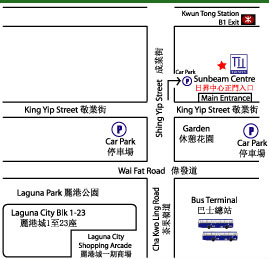 Kwun Tong Station
B1 Exit
成業街
Shing Yip Street
Car Park
P
Sunbeam Centre
日昇中心正門入口
Main Entrance
King Yip Street 敬業街
King Yip Street 敬業街
P
Car Park
停車場
Garden
休憩花園
P
Car Park
停車場
Wai Fat Road 偉發道
Laguna Park 麗港公園
Laguna City Blk 1-23
麗港城1至23座
Laguna City
Shopping Arcade
麗港城一期商場
Cha Kwo Ling Road
茶果嶺道
Bus Terminal
巴士總站